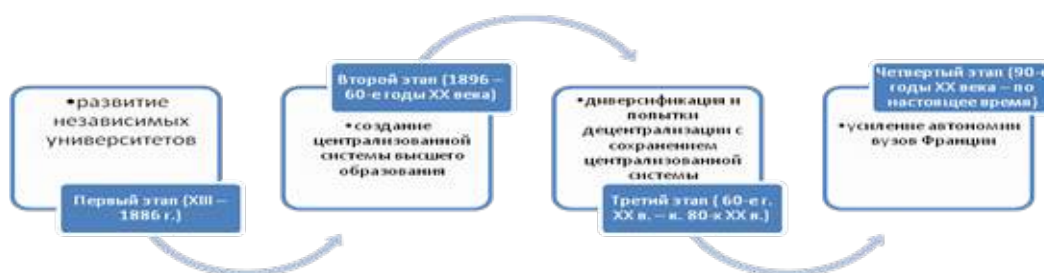 •развитие
независимых
университетов
Первый этап (XIII –
1886 г.)
Второй этап (1896 –
60-е годы XX века)
•создание
централизованной
системы высшего
образования
•диверсификация и
попытки
децентрализации с
сохранением
централизованной
системы
Третий этап ( 60-е г.
XX в. – к. 80-х XX в.)
Четвертый этап (90-е
годы XX века – по
настоящее время)
•усиление автономии
вузов Франции